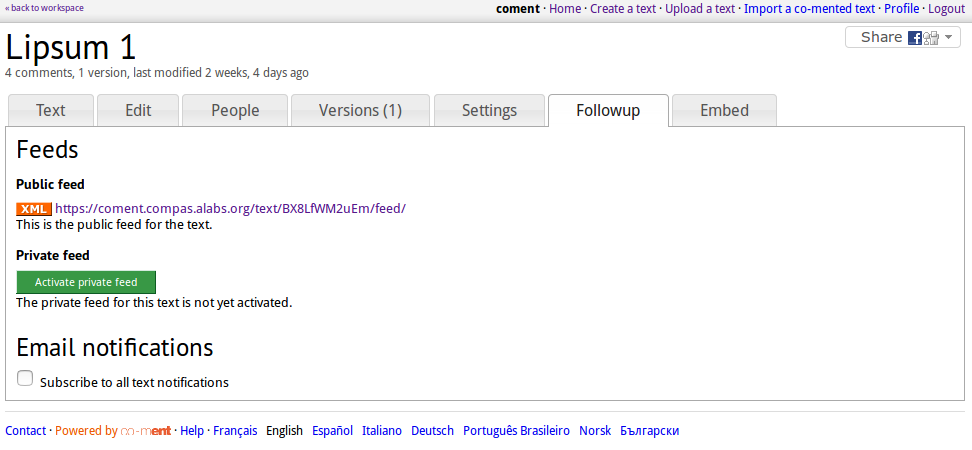 « back to workspace
coment · Home · Create a text · Upload a text · Import a co-mented text · Profile · Logout
Lipsum 1
Share
4 comments, 1 version, last modified 2 weeks, 4 days ago
Text Edit People Versions (1) Settings Followup Embed
Feeds
Public feed
XML https://coment.compas.alabs.org/text/BX8LfWM2uEm/feed/
This is the public feed for the text.
Private feed
Activate private feed
The private feed for this text is not yet activated.
Email notifications
Subscribe to all text notifications
Contact · Powered by co-ment · Help · Français English Español Italiano Deutsch Português Brasileiro Norsk Български